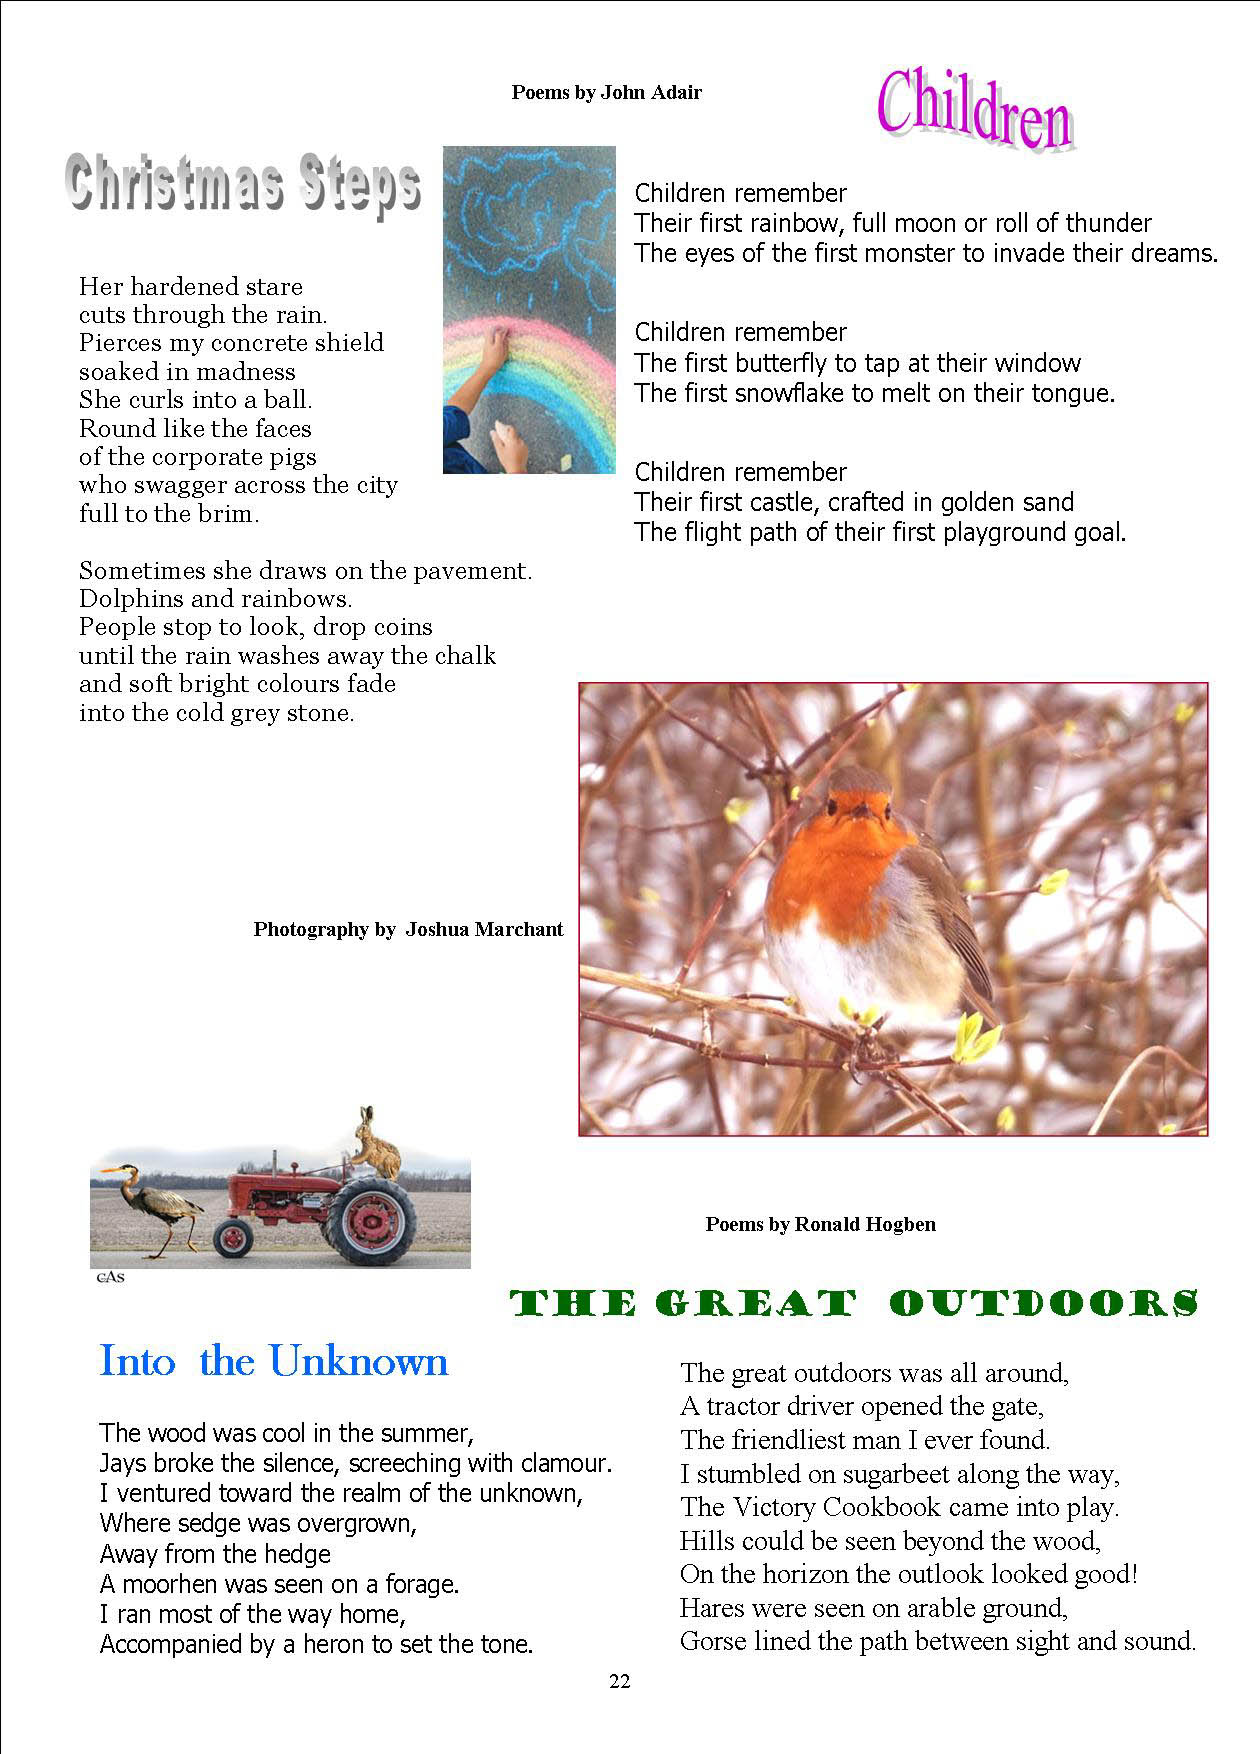 Poems by John Adair
Christmas Steps
Her hardened stare
cuts through the rain.
Pierces my concrete shield
soaked in madness
She curls into a ball.
Round like the faces
of the corporate pigs
who swagger across the city
full to the brim.
Sometimes she draws on the pavement.
Dolphins and rainbows.
People stop to look, drop coins
until the rain washes away the chalk
and soft bright colours fade
into the cold grey stone.
Children
Children remember
Their first rainbow, full moon or roll of thunder
The eyes of the first monster to invade their dreams.
Children remember
The first butterfly to tap at their window
The first snowflake to melt on their tongue.
Children remember
Their first castle, crafted in golden sand
The flight path of their first playground goal.
Photography by Joshua Marchant
cAs
Poems by Ronald Hogben
Into the Unknown
The wood was cool in the summer,
Jays broke the silence, screeching with clamour.
I ventured toward the realm of the unknown,
Where sedge was overgrown,
Away from the hedge
A moorhen was seen on a forage.
I ran most of the way home,
Accompanied by a heron to set the tone.
THE GREAT OUTDOORS
The great outdoors was all around,
A tractor driver opened the gate,
The friendliest man I ever found.
I stumbled on sugarbeet along the way,
The Victory Cookbook came into play.
Hills could be seen beyond the wood,
On the horizon the outlook looked good!
Hares were seen on arable ground,
Gorse lined the path between sight and sound.
22